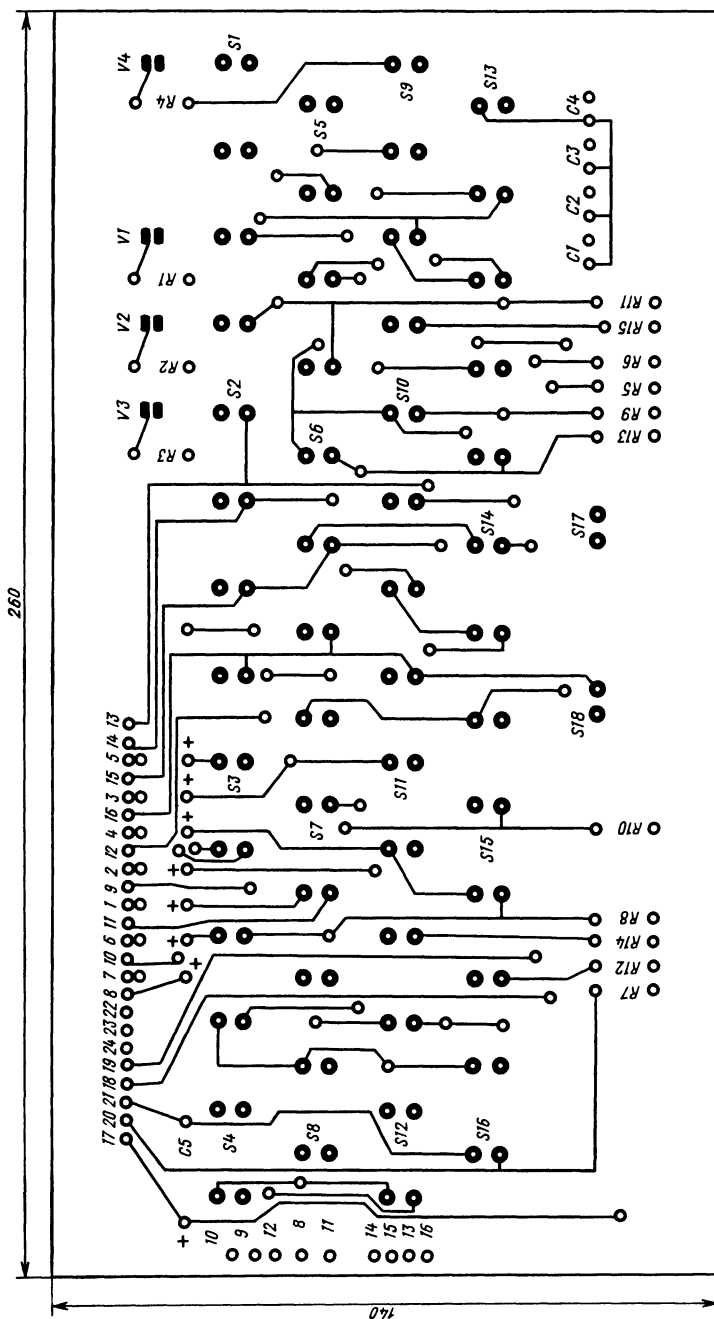 260
140
V4
S1
R4
S9
S13
S5
C4
C3
C2
C1
V1
R1
R11
V2
R15
R2
R6
V3
S2
S10
R5
R3
S6
R9
R13
S14
S17
13
14
5
15
3
16
4
12
2
9
1
11
6
10
7
8
22
23
24
19
18
21
20
17
+
+
+
+
+
+
+
+
S3
S11
S18
S7
S15
R10
R8
R14
R12
R7
C5
S4
S8
S12
S16
10
9
12
8
11
14
15
13
16